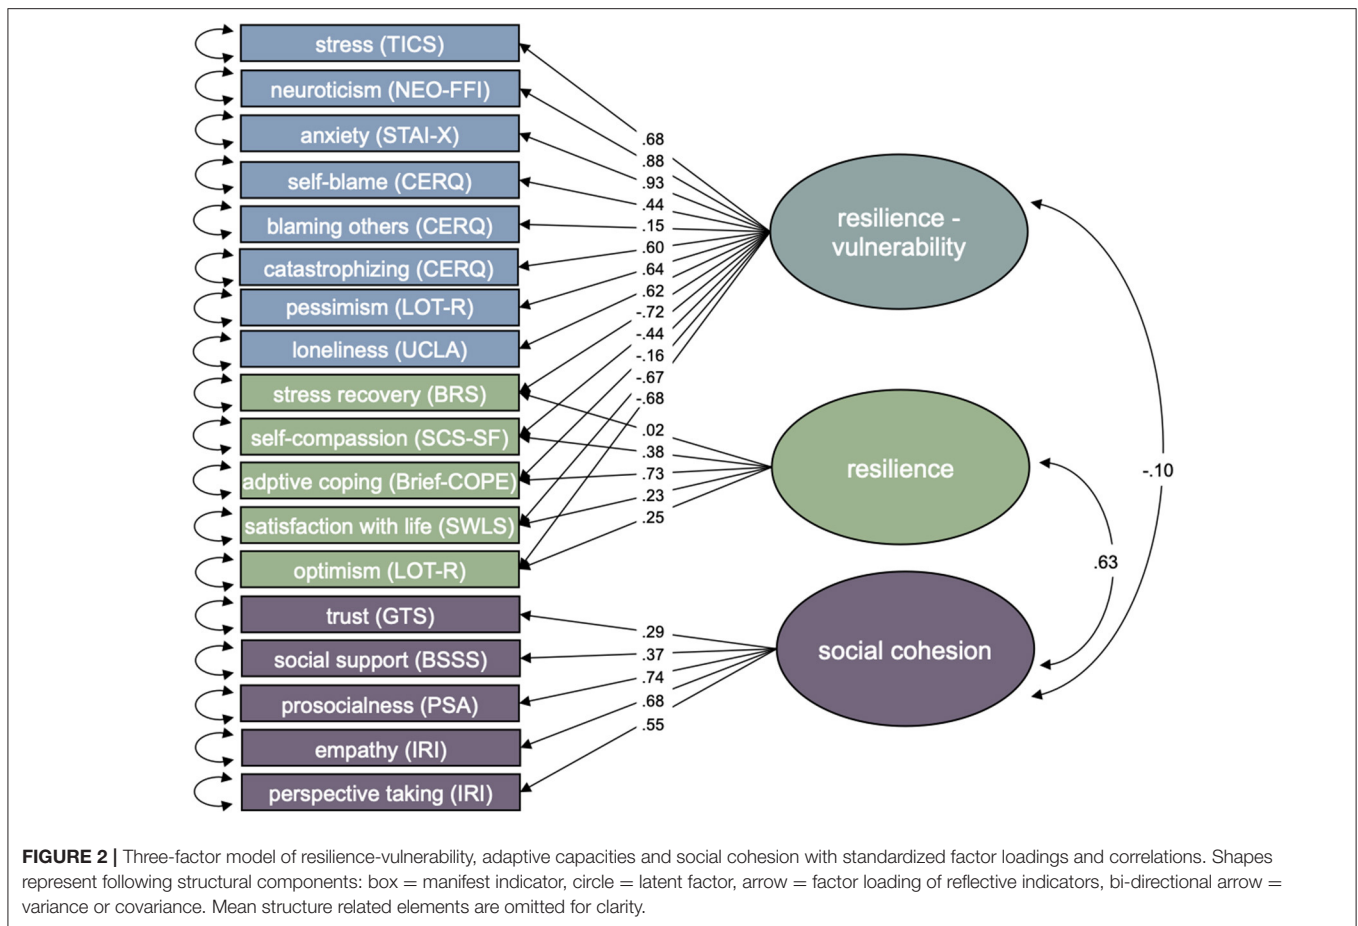 stress (TICS)
neuroticism (NEO-FFI)
anxiety (STAI-X)
self-blame (CERQ)
blaming others (CERQ)
catastrophizing (CERQ)
pessimism (LOT-R)
loneliness (UCLA)
stress recovery (BRS)
self-compassion (SCS-SF)
adptive coping (Brief-COPE)
satisfaction with life (SWLS)
optimism (LOT-R)
trust (GTS)
social support (BSSS)
prosocialness (PSA)
empathy (IRI)
perspective taking (IRI)
.68
.88
.93
.44
.15
.60
.64
.62
-.72
-.44
-.16
-.67
-.68
.02
.38
.73
.23
.25
.29
.37
.74
.68
.55
resilience -
vulnerability
resilience
social cohesion
-.10
.63
FIGURE 2 | Three-factor model of resilience-vulnerability, adaptive capacities and social cohesion with standardized factor loadings and correlations. Shapes
represent following structural components: box = manifest indicator, circle = latent factor, arrow = factor loading of reflective indicators, bi-directional arrow =
variance or covariance. Mean structure related elements are omitted for clarity.